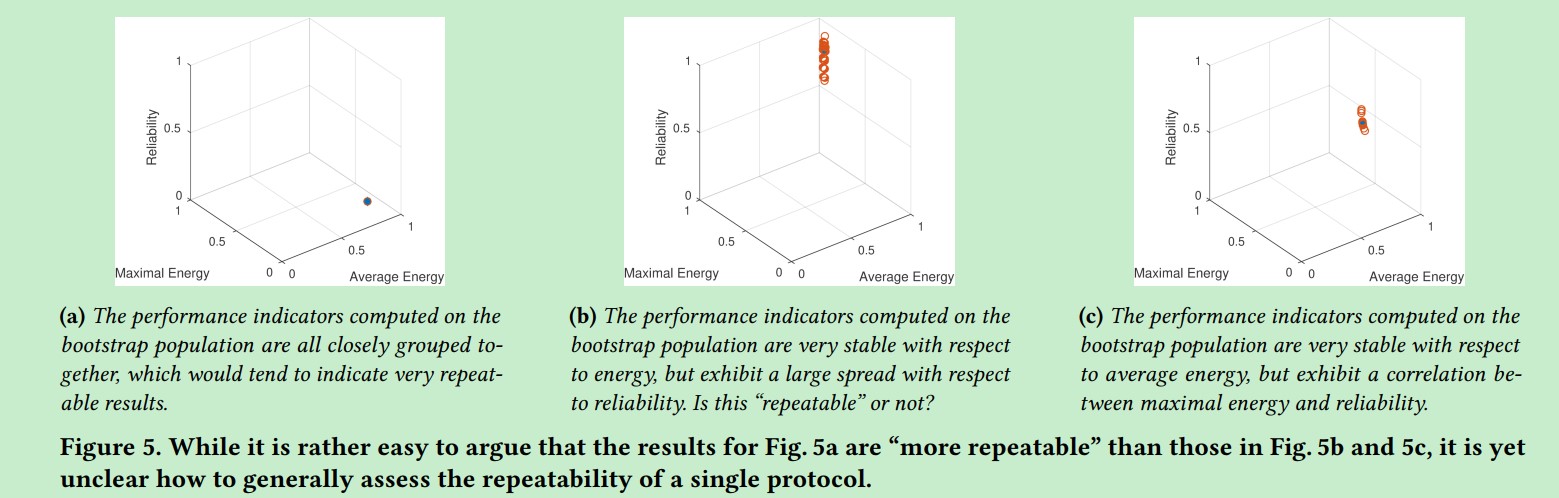 1
0.5
0
Reliability
1
0.5
0
Maximal Energy
0
0.5
1
Average Energy
(a) The performance indicators computed on the
bootstrap population are all closely grouped to-
gether, which would tend to indicate very repeat-
able results.
1
0.5
0
Reliability
1
0.5
0
Maximal Energy
0
0.5
1
Average Energy
(b) The performance indicators computed on the
bootstrap population are very stable with respect
to energy, but exhibit a large spread with respect
to reliability. Is this “repeatable” or not?
1
0.5
0
Reliability
1
0.5
0
Maximal Energy
0
0.5
1
Average Energy
(c) The performance indicators computed on the
bootstrap population are very stable with respect
to average energy, but exhibit a correlation be-
tween maximal energy and reliability.
Figure 5. While it is rather easy to argue that the results for Fig. 5a are “more repeatable” than those in Fig. 5b and 5c, it is yet
unclear how to generally assess the repeatability of a single protocol.